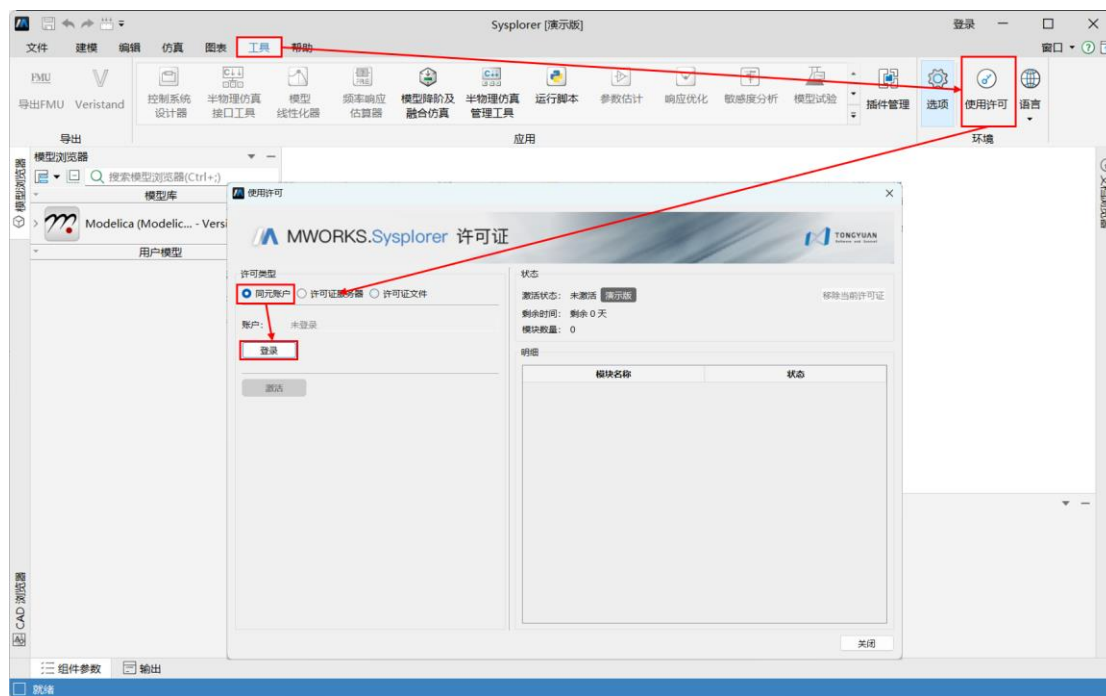 Sysplorer [演示版]
登录
文件 建模 编辑 仿真 图表 工具 帮助
窗口
FMU
导出FMU Veristand
控制系统设计器
半物理仿真接口工具
模型线性化器
频率响应估算器
模型降阶及融合仿真
半物理仿真管理工具
运行脚本
参数估计
响应优化
敏感度分析
模型试验
插件管理
选项
使用许可
语言
导出 应用 环境
模型浏览器
模型浏览器
搜索模型浏览器(Ctrl+;)
模型库
Modelica (Modelic... - Versi
用户模型
使用许可
MWORKS.Sysplorer 许可证
TONGYUAN
许可类型
同元账户 许可证服务器 许可证文件
账户: 未登录
登录
激活
状态
激活状态: 未激活 演示版
移除当前许可证
剩余时间: 剩余 0 天
模块数量: 0
明细
模块名称 状态
关闭
CAD 浏览器
组件参数 输出
就绪